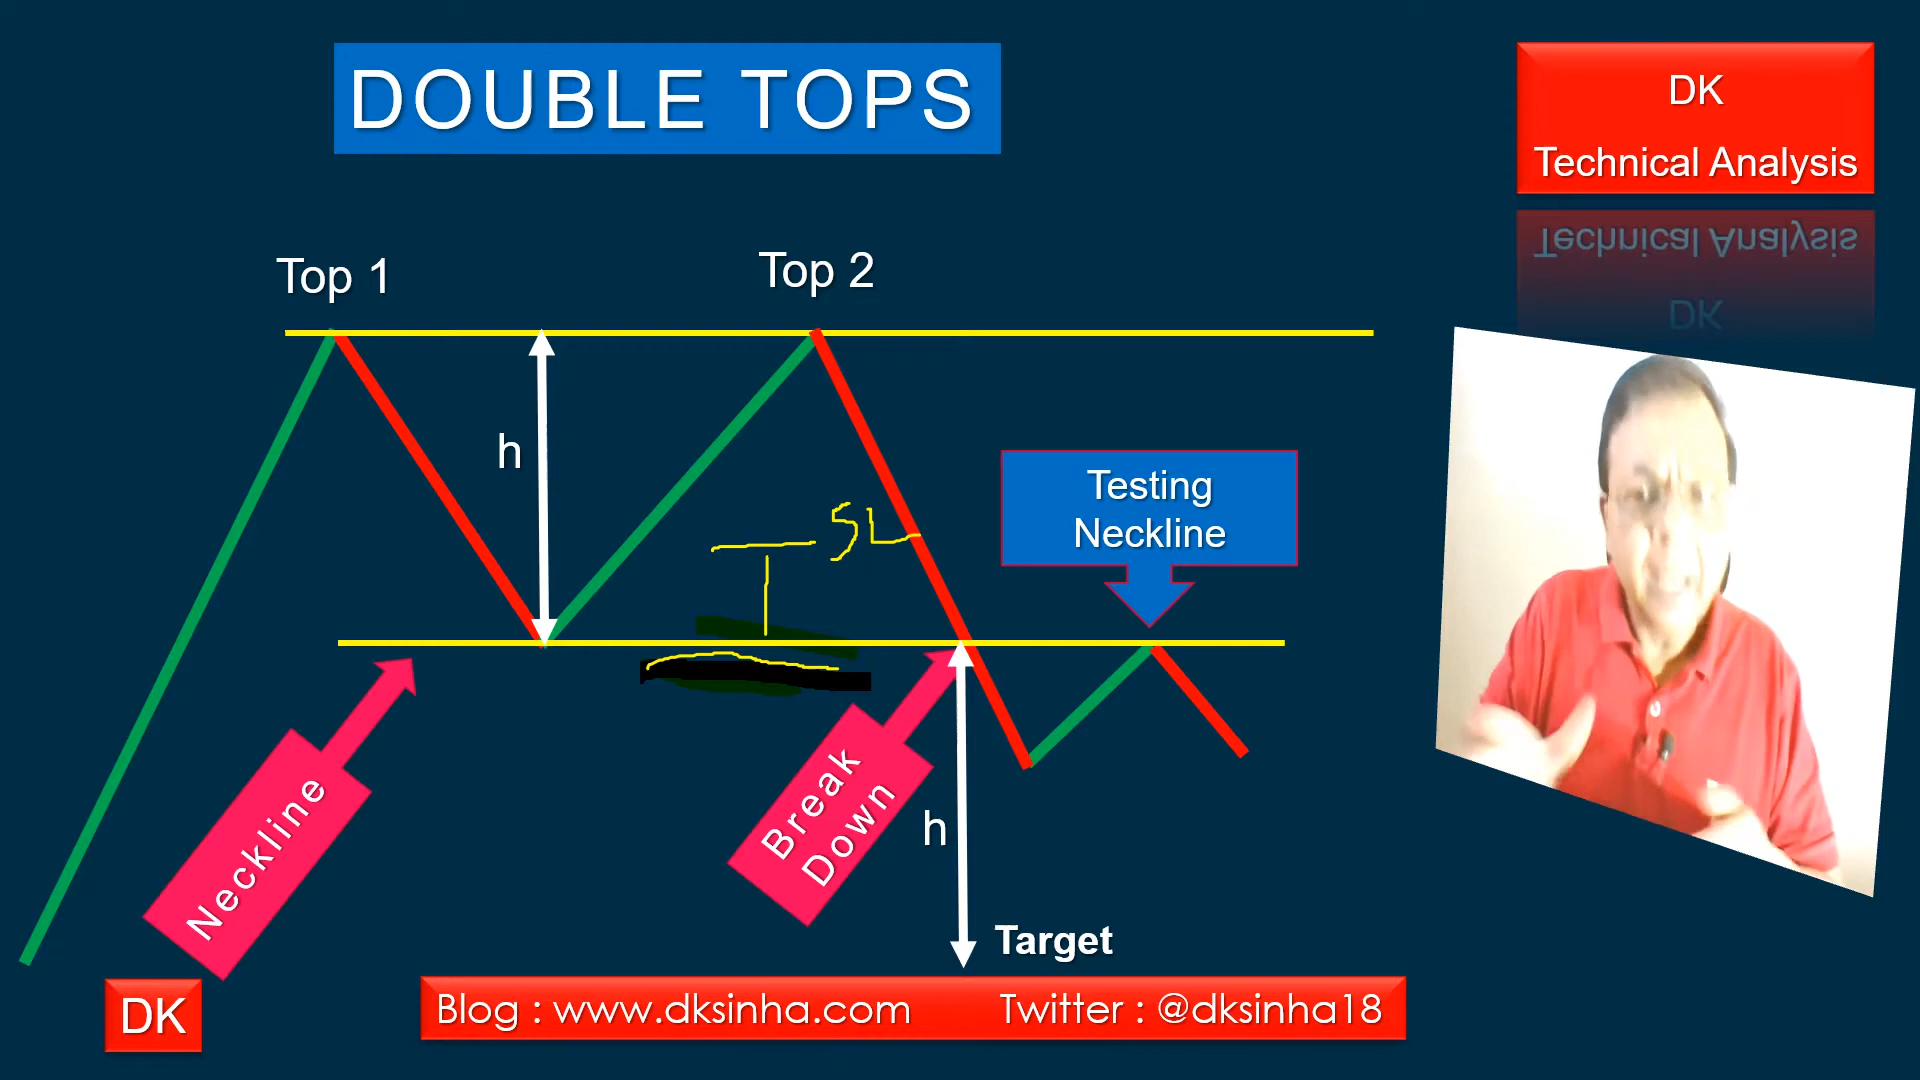 DOUBLE TOPS
DK
Technical Analysis
Technical Analysis
DK
Top 1
Top 2
h
SL
Testing
Neckline
Neckline
Break
Down
h
Target
DK
Blog : www.dksinha.com Twitter : @dksinha18